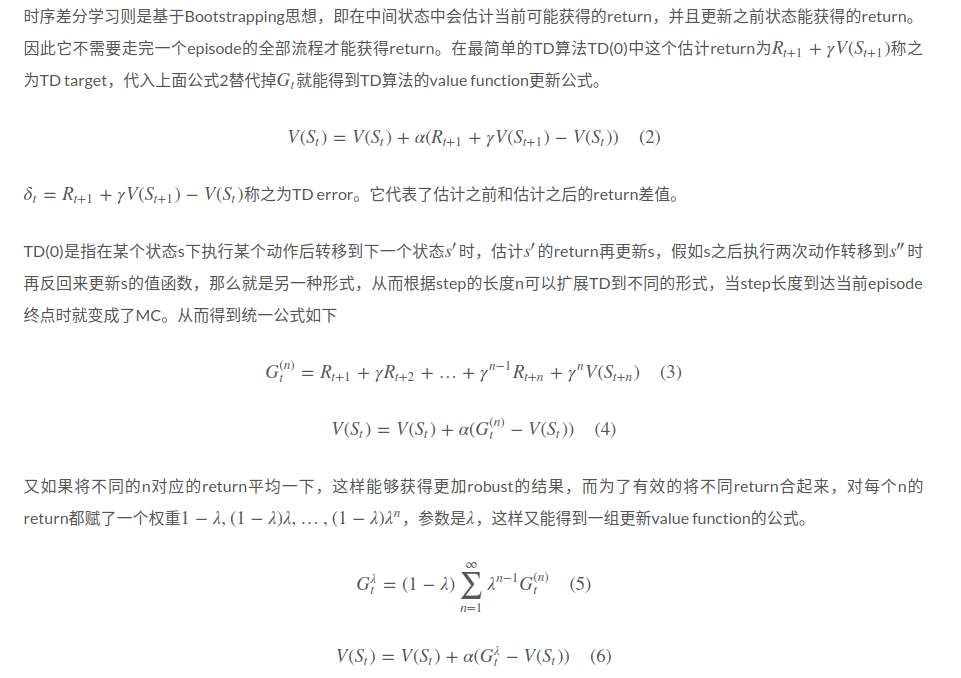 时序差分学习则是基于Bootstrapping思想，即在中间状态中会估计当前可能获得的return，并且更新之前状态能获得的return。
因此它不需要走完一个episode的全部流程才能获得return。在最简单的TD算法TD(0)中这个估计return为$R_{t+1} + \gamma V(S_{t+1})$称之
为TD target，代入上面公式2替代掉$G_t$就能得到TD算法的value function更新公式。
$V(S_t) = V(S_t) + \alpha(R_{t+1} + \gamma V(S_{t+1}) - V(S_t)) \quad (2)$
$\delta_t = R_{t+1} + \gamma V(S_{t+1}) - V(S_t)$称之为TD error。它代表了估计之前和估计之后的return差值。
TD(0)是指在某个状态s下执行某个动作后转移到下一个状态$s'$时，估计$s'$的return再更新s，假如s之后执行两次动作转移到$s''$时
再反回来更新s的值函数，那么就是另一种形式，从而根据step的长度n可以扩展TD到不同的形式，当step长度到达当前episode
终点时就变成了MC。从而得到统一公式如下
$G_t^{(n)} = R_{t+1} + \gamma R_{t+2} + \ldots + \gamma^{n-1} R_{t+n} + \gamma^n V(S_{t+n}) \quad (3)$
$V(S_t) = V(S_t) + \alpha(G_t^{(n)} - V(S_t)) \quad (4)$
又如果将不同的n对应的return平均一下，这样能够获得更加robust的结果，而为了有效的将不同return合起来，对每个n的
return都赋了一个权重$1 - \lambda, (1 - \lambda)\lambda, \ldots, (1 - \lambda)\lambda^n$，参数是$\lambda$，这样又能得到一组更新value function的公式。
$G_t^{\lambda} = (1 - \lambda) \sum_{n=1}^{\infty} \lambda^{n-1} G_t^{(n)} \quad (5)$
$V(S_t) = V(S_t) + \alpha(G_t^{\lambda} - V(S_t)) \quad (6)$